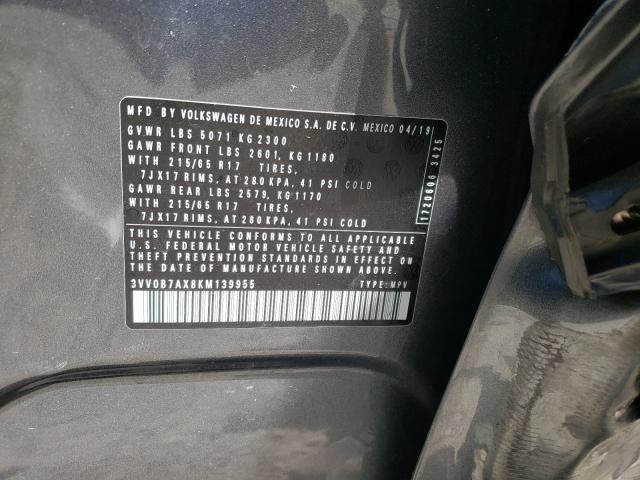 MFD BY VOLKSWAGEN DE MEXICO S.A. DE C.V. MEXICO 04/19
GVWR LBS 5071 KG 2300
GAWR FRONT LBS 2601, KG 1180
WITH 215/65 R17 TIRES,
7JX17 RIMS, AT 280 KPA, 41 PSI COLD
GAWR REAR LBS 2579, KG 1170
WITH 215/65 R17 TIRES,
7JX17 RIMS, AT 280 KPA, 41 PSI COLD
THIS VEHICLE CONFORMS TO ALL APPLICABLE
U.S. FEDERAL MOTOR VEHICLE SAFETY AND
THEFT PREVENTION STANDARDS IN EFFECT ON
THE DATE OF MANUFACTURE SHOWN ABOVE
3VV0B7AX8KM139955 TYPE: MPV
1720606 3425